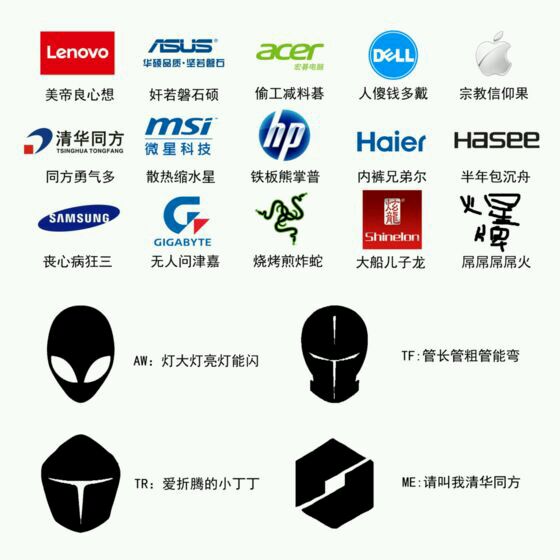 Lenovo
ASUS
华硕品质·坚若磐石
acer
宏碁电脑
DELL
美帝良心想
奸若磐石硕
偷工减料碁
人傻钱多戴
宗教信仰果
清华同方
TSINGHUA TONGFANG
msi
微星科技
hp
Haier
Hasee
同方勇气多
散热缩水星
铁板熊掌普
内裤兄弟尔
半年包沉舟
SAMSUNG
GIGABYTE
炫龍
Shinelon
火星牌
丧心病狂三
无人问津嘉
烧烤煎炸蛇
大船儿子龙
屌屌屌屌火
AW：灯大灯亮灯能闪
TF:管长管粗管能弯
TR：爱折腾的小丁丁
ME:请叫我清华同方